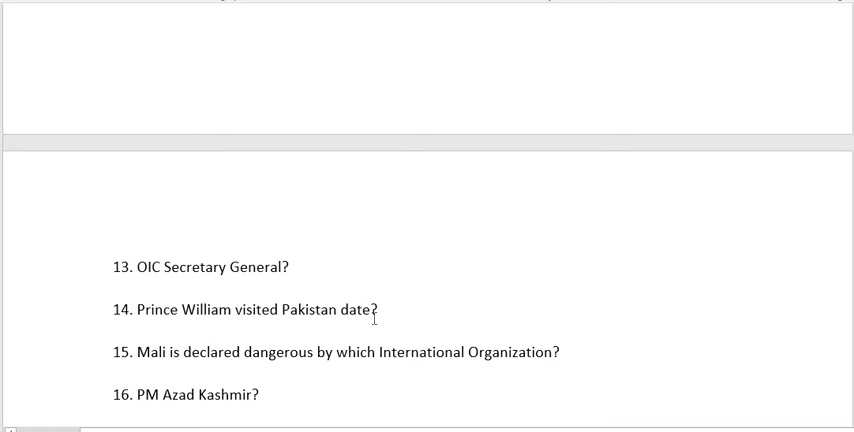 13. OIC Secretary General?
14. Prince William visited Pakistan date?
15. Mali is declared dangerous by which International Organization?
16. PM Azad Kashmir?